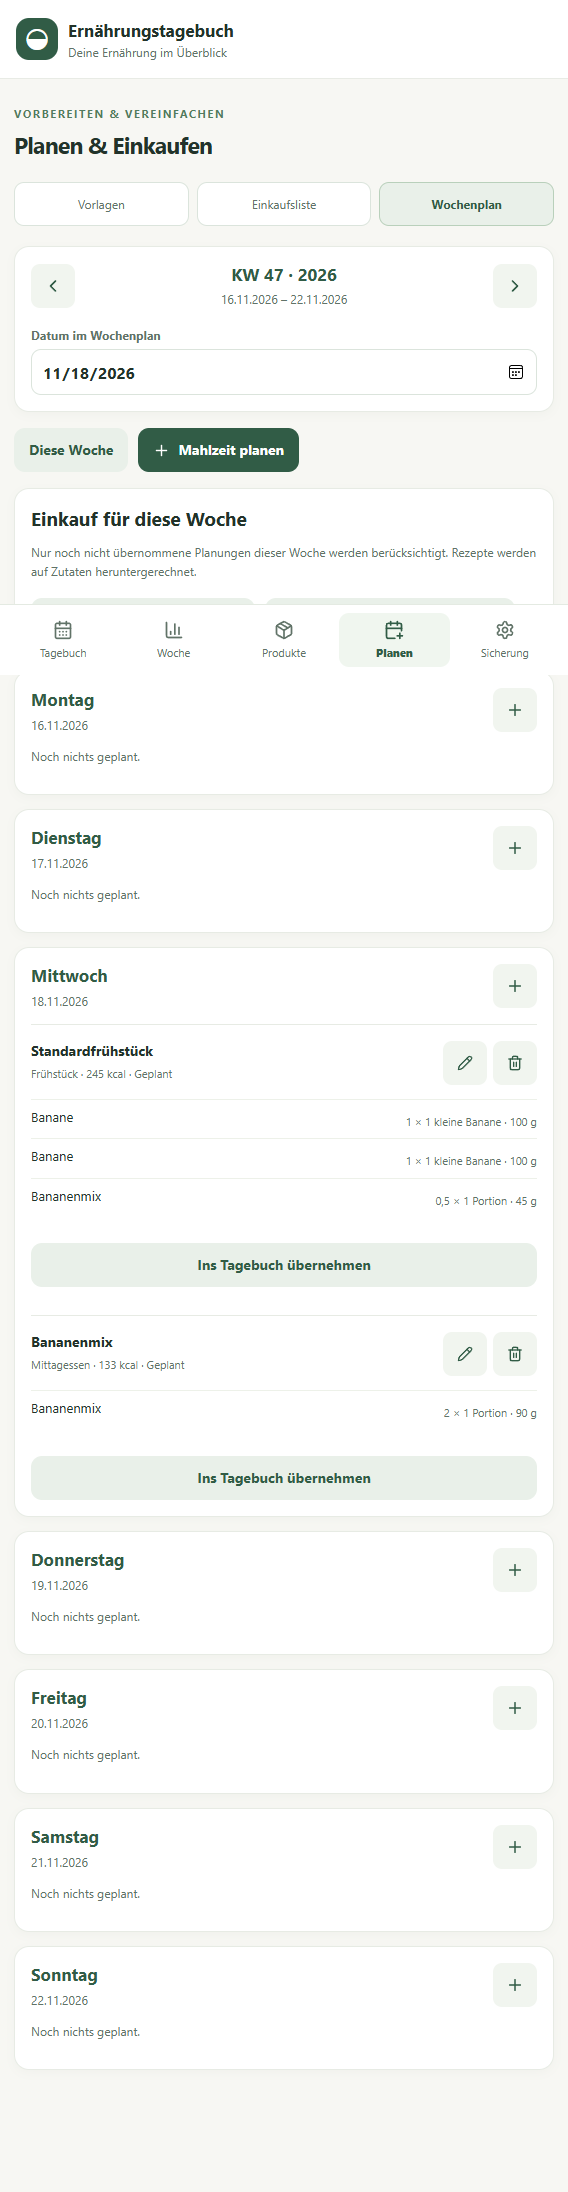 Ernährungstagebuch
Deine Ernährung im Überblick
VORBEREITEN & VEREINFACHEN
Planen & Einkaufen
Vorlagen
Einkaufsliste
Wochenplan
KW 47 · 2026
16.11.2026 – 22.11.2026
Datum im Wochenplan
11/18/2026
Diese Woche
Mahlzeit planen
Einkauf für diese Woche
Nur noch nicht übernommene Planungen dieser Woche werden berücksichtigt. Rezepte werden
auf Zutaten heruntergerechnet.
Tagebuch
Woche
Produkte
Planen
Sicherung
Montag
16.11.2026
Noch nichts geplant.
Dienstag
17.11.2026
Noch nichts geplant.
Mittwoch
18.11.2026
Standardfrühstück
Frühstück · 245 kcal · Geplant
Banane
1 × 1 kleine Banane · 100 g
Banane
1 × 1 kleine Banane · 100 g
Bananenmix
0,5 × 1 Portion · 45 g
Ins Tagebuch übernehmen
Bananenmix
Mittagessen · 133 kcal · Geplant
Bananenmix
2 × 1 Portion · 90 g
Ins Tagebuch übernehmen
Donnerstag
19.11.2026
Noch nichts geplant.
Freitag
20.11.2026
Noch nichts geplant.
Samstag
21.11.2026
Noch nichts geplant.
Sonntag
22.11.2026
Noch nichts geplant.